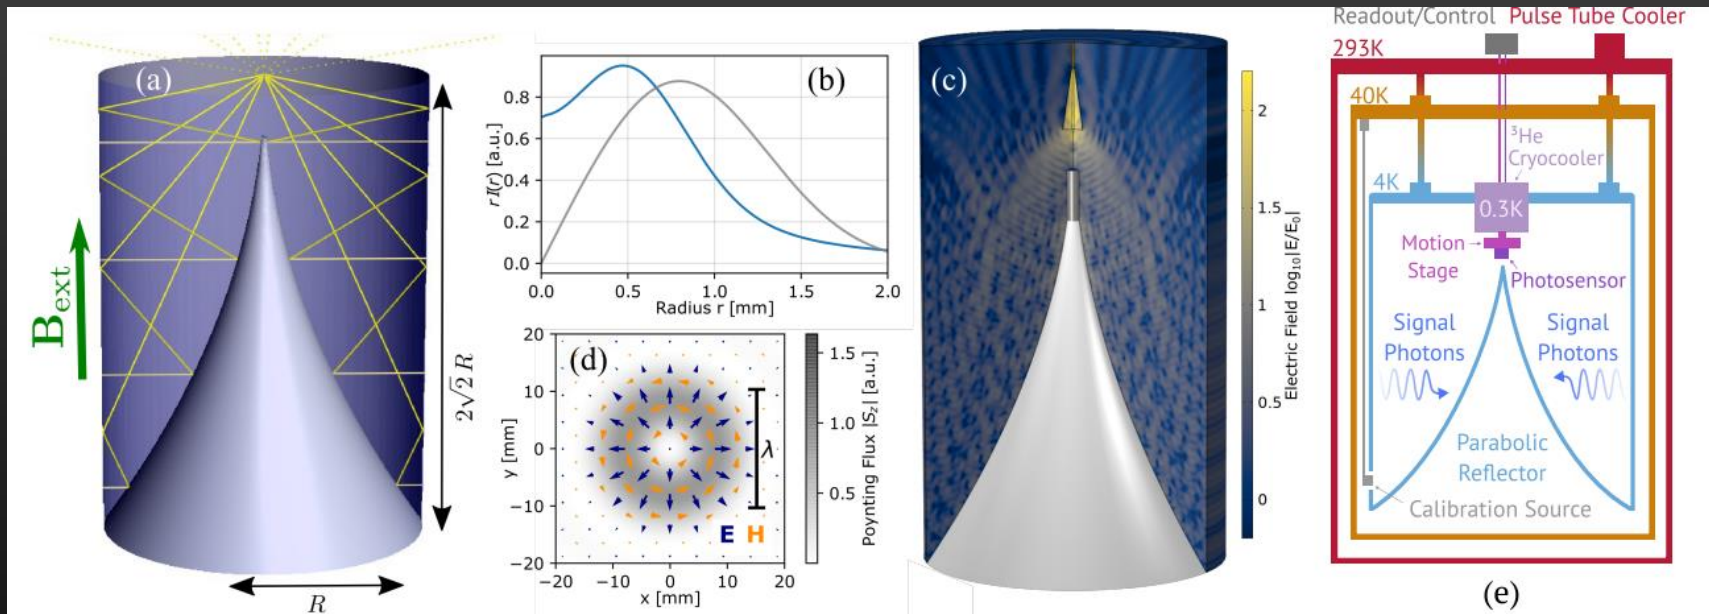 (a)
B_ext
2√2 R
R
(b)
rI(r) [a.u.]
0.8
0.6
0.4
0.2
0.0
0.0 0.5 1.0 1.5 2.0
Radius r [mm]
(d)
20
10
0
−10
−20
y [mm]
−20 −10 0 10 20
x [mm]
λ
E H
1.5
1.0
0.5
Poynting Flux |S_z| [a.u.]
(c)
2
1.5
1
0.5
0
Electric Field log₁₀|E/E₀|
Readout/Control Pulse Tube Cooler
293K
40K
³He
Cryocooler
4K
0.3K
Motion
Stage
Photosensor
Signal
Photons
Signal
Photons
Parabolic
Reflector
Calibration Source
(e)